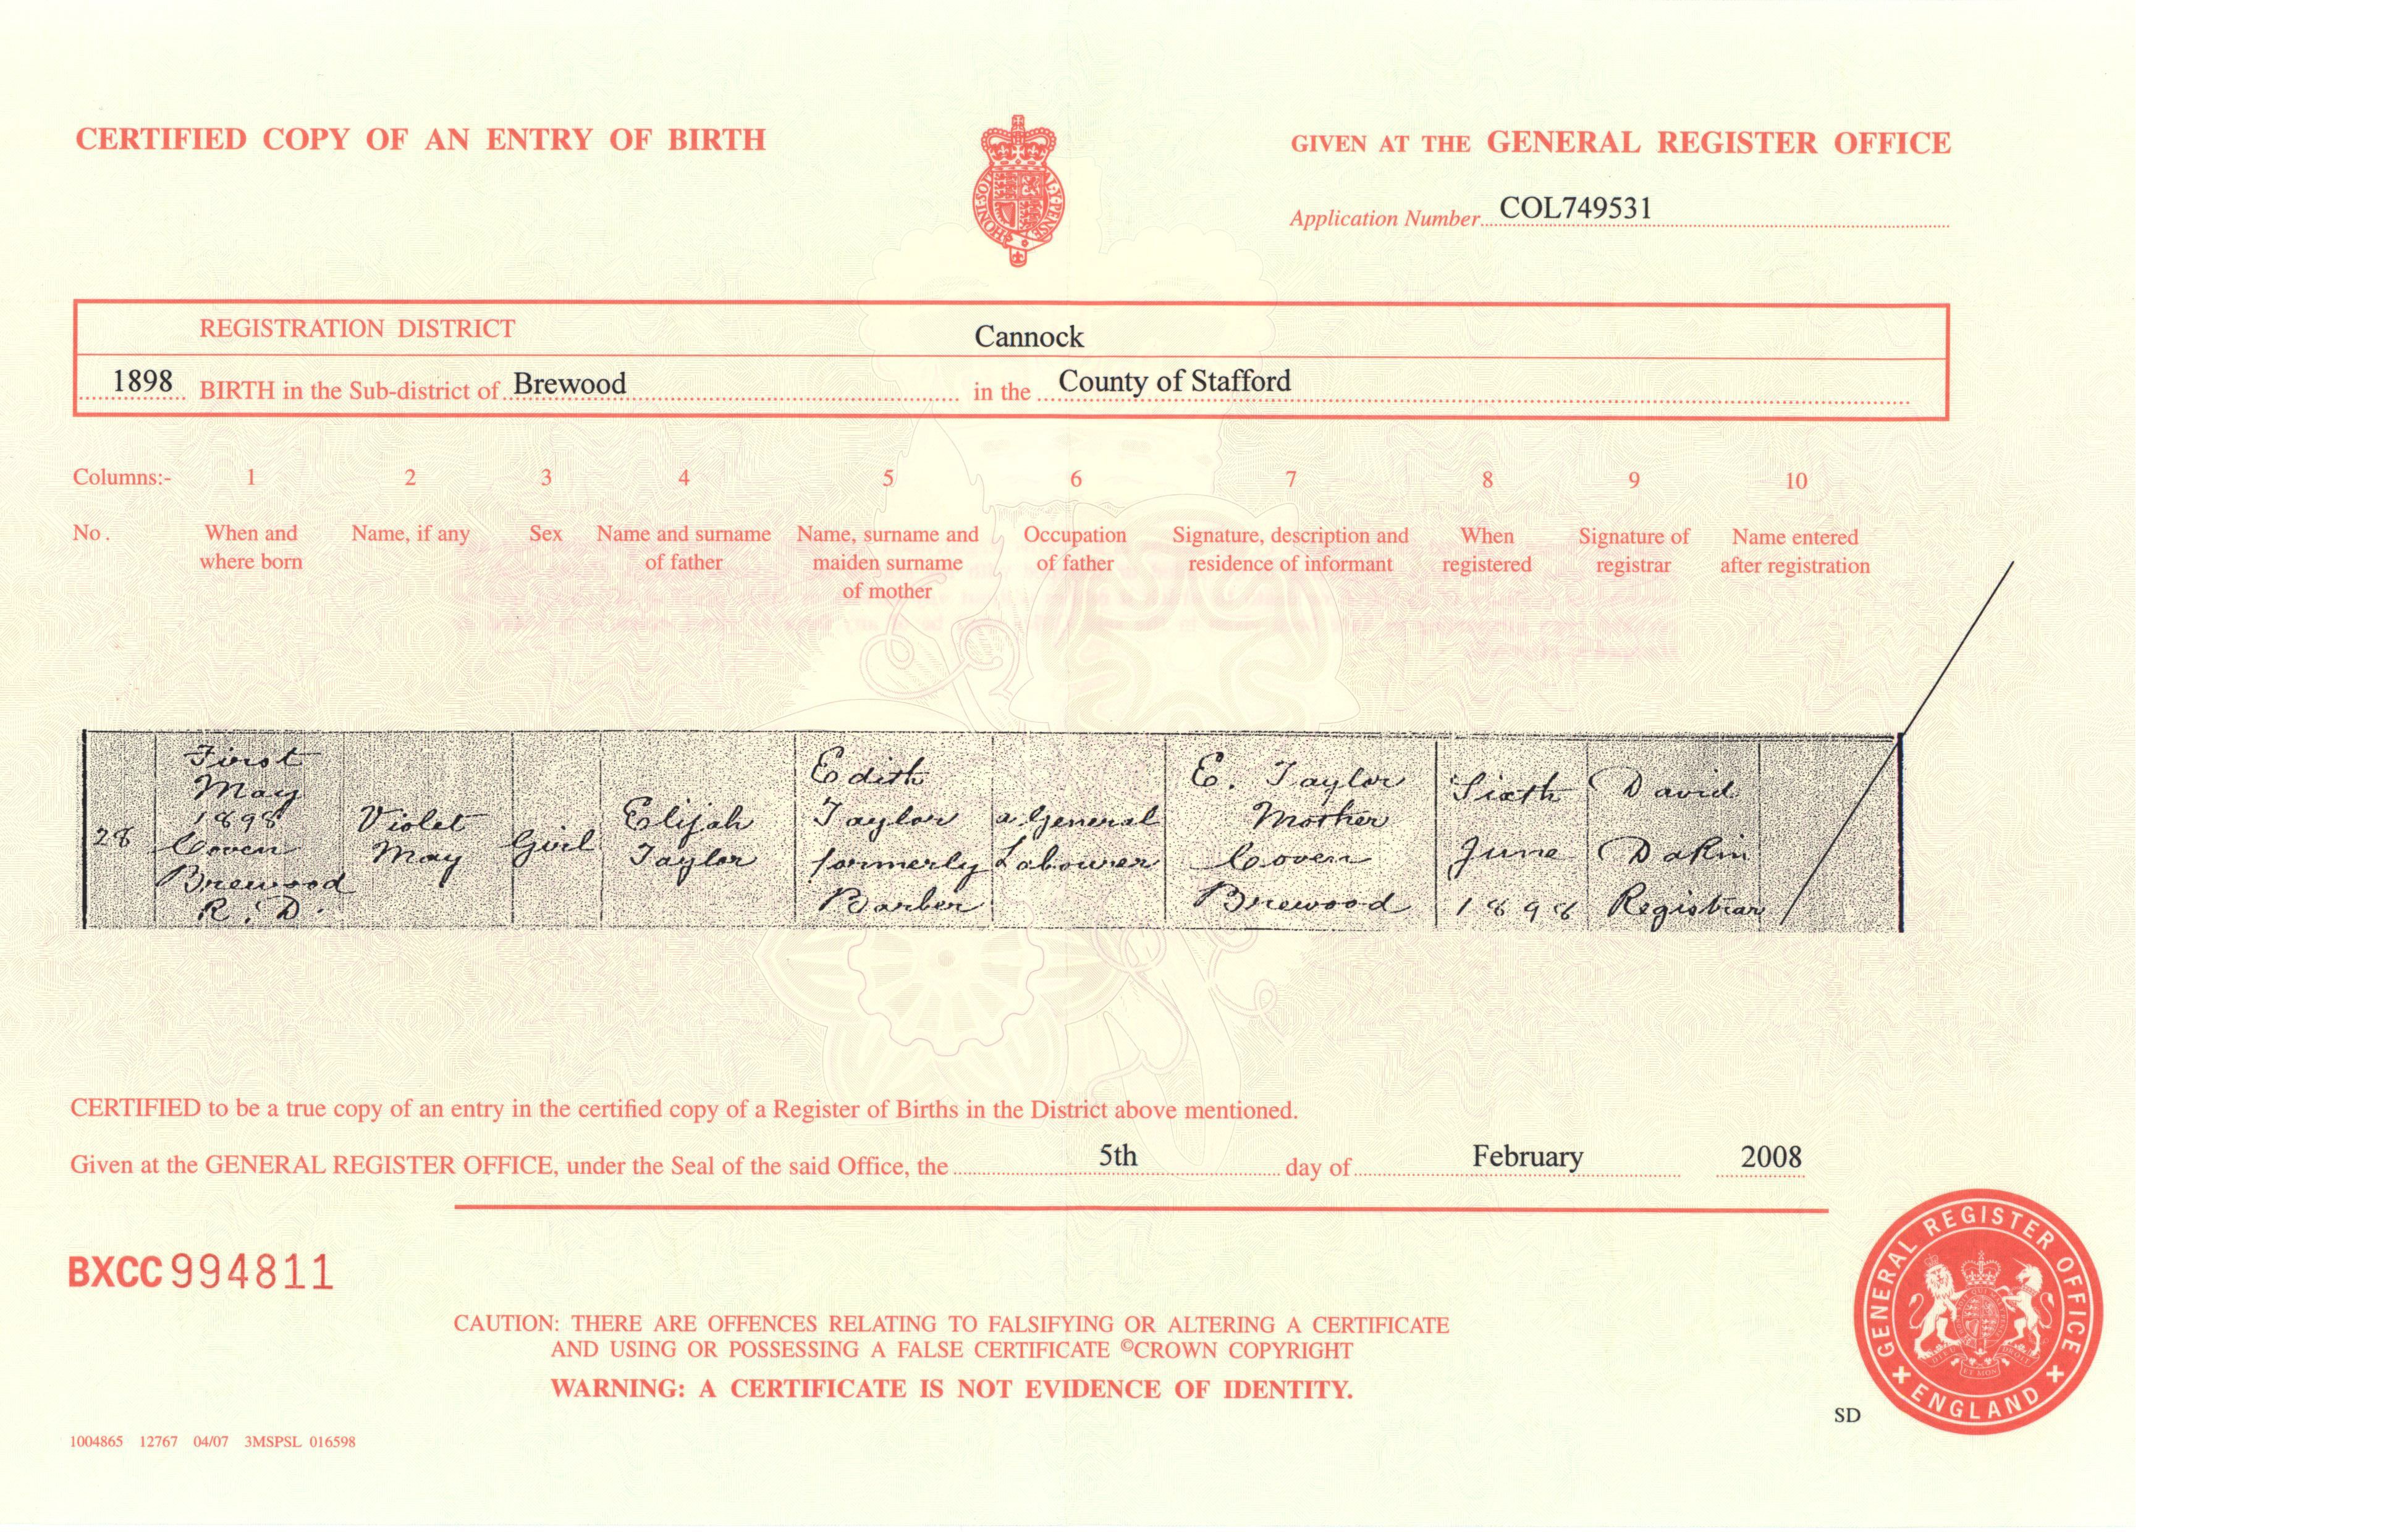 CERTIFIED COPY OF AN ENTRY OF BIRTH
GIVEN AT THE GENERAL REGISTER OFFICE
HONI·SOI AL·Y·PENSE
Application Number COL749531
REGISTRATION DISTRICT Cannock
1898 BIRTH in the Sub-district of Brewood in the County of Stafford
Columns:- 1 2 3 4 5 6 7 8 9 10
No. When and where born
Name, if any
Sex
Name and surname of father
Name, surname and maiden surname of mother
Occupation of father
Signature, description and residence of informant
When registered
Signature of registrar
Name entered after registration
28
First
May
1898
Coven
Brewood
R.D.
Violet
May
Girl
Elijah
Taylor
Edith
Taylor
formerly
Barber
a General
Labourer
E. Taylor
Mother
Coven
Brewood
Sixth
June
1898
David
Dakin
Registrar
CERTIFIED to be a true copy of an entry in the certified copy of a Register of Births in the District above mentioned.
Given at the GENERAL REGISTER OFFICE, under the Seal of the said Office, the 5th day of February 2008
BXCC 994811
CAUTION: THERE ARE OFFENCES RELATING TO FALSIFYING OR ALTERING A CERTIFICATE
AND USING OR POSSESSING A FALSE CERTIFICATE ©CROWN COPYRIGHT
WARNING: A CERTIFICATE IS NOT EVIDENCE OF IDENTITY.
GENERAL REGISTER OFFICE
ENGLAND
SD
1004865 12767 04/07 3MSPSL 016598